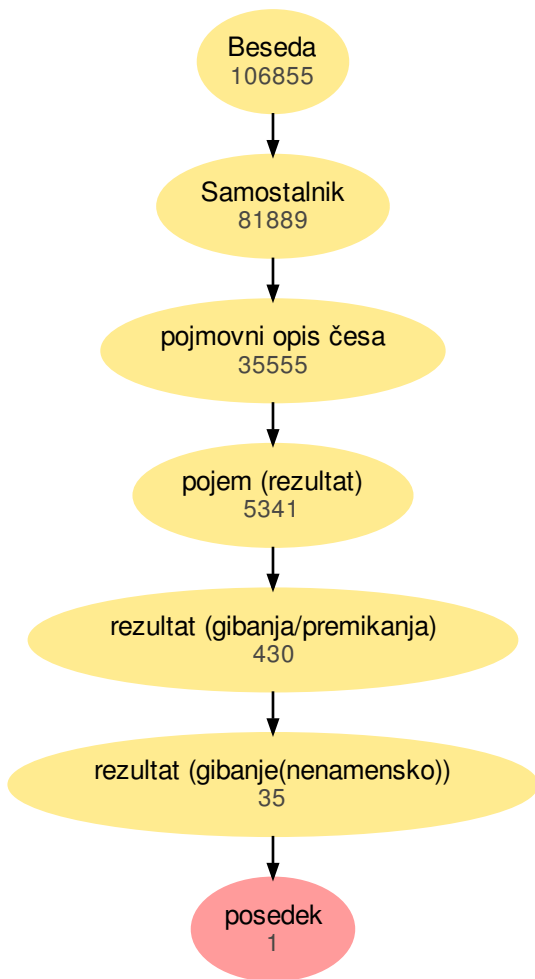 Beseda
106855
Samostalnik
81889
pojmovni opis česa
35555
pojem (rezultat)
5341
rezultat (gibanja/premikanja)
430
rezultat (gibanje(nenamensko))
35
posedek
1